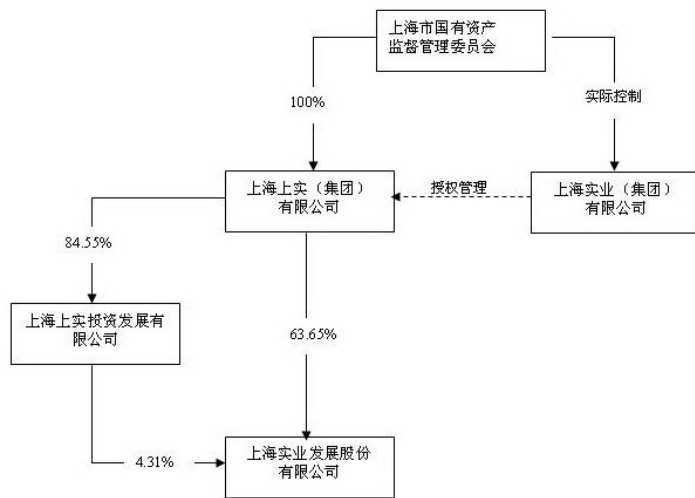 上海市国有资产
监督管理委员会
100%
实际控制
上海上实（集团）
有限公司
授权管理
上海实业（集团）
有限公司
84.55%
上海上实投资发展有
限公司
63.65%
4.31%
上海实业发展股份
有限公司